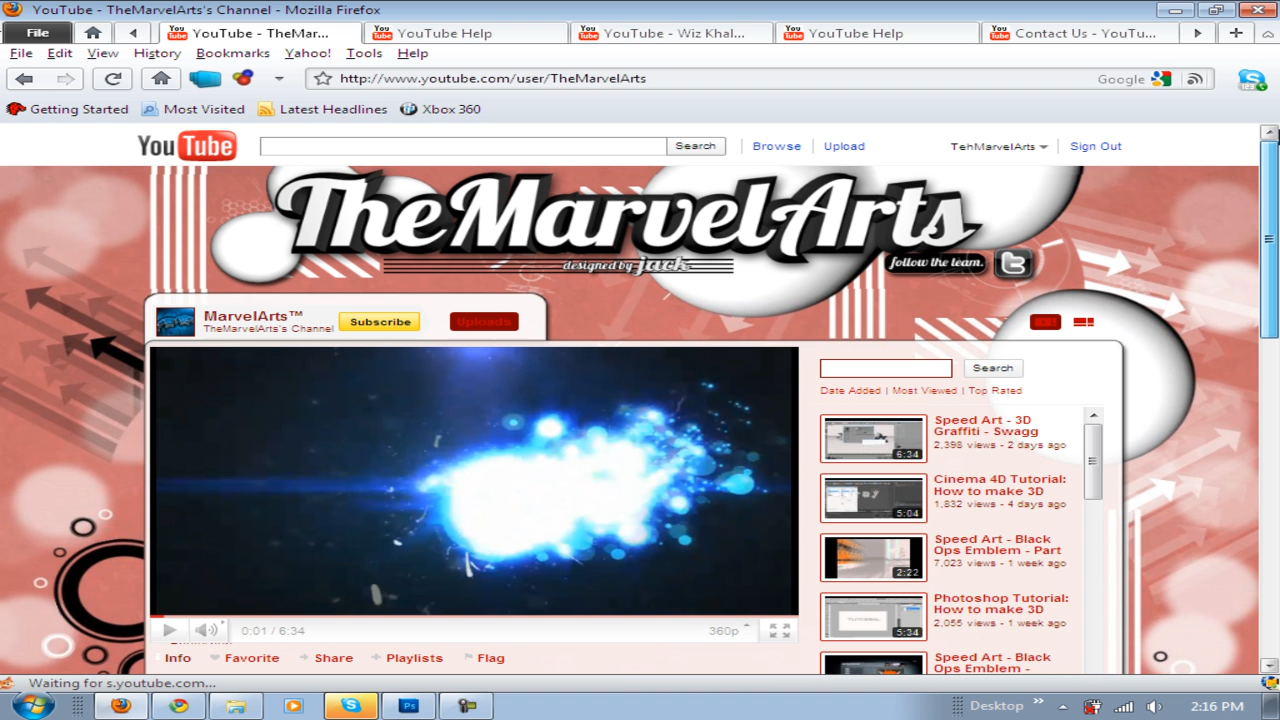 YouTube - TheMarvelArts's Channel - Mozilla Firefox
File
YouTube - TheMar...
YouTube Help
YouTube - Wiz Khal...
YouTube Help
Contact Us - YouTu...
File Edit View History Bookmarks Yahoo! Tools Help
http://www.youtube.com/user/TheMarvelArts
Google
Getting Started Most Visited Latest Headlines Xbox 360
YouTube
Search
Browse
Upload
TehMarvelArts
Sign Out
TheMarvelArts
designed by jack
follow the team.
MarvelArts™
TheMarvelArts's Channel
Subscribe
Uploads
Search
Date Added | Most Viewed | Top Rated
Speed Art - 3D
Graffiti - Swagg
2,398 views - 2 days ago
6:34
Cinema 4D Tutorial:
How to make 3D
1,832 views - 4 days ago
5:04
Speed Art - Black
Ops Emblem - Part
7,023 views - 1 week ago
2:22
Photoshop Tutorial:
How to make 3D
2,055 views - 1 week ago
5:34
Speed Art - Black
Ops Emblem -
0:01 / 6:34
360p
Info Favorite Share Playlists Flag
Waiting for s.youtube.com...
Ps
Desktop
2:16 PM